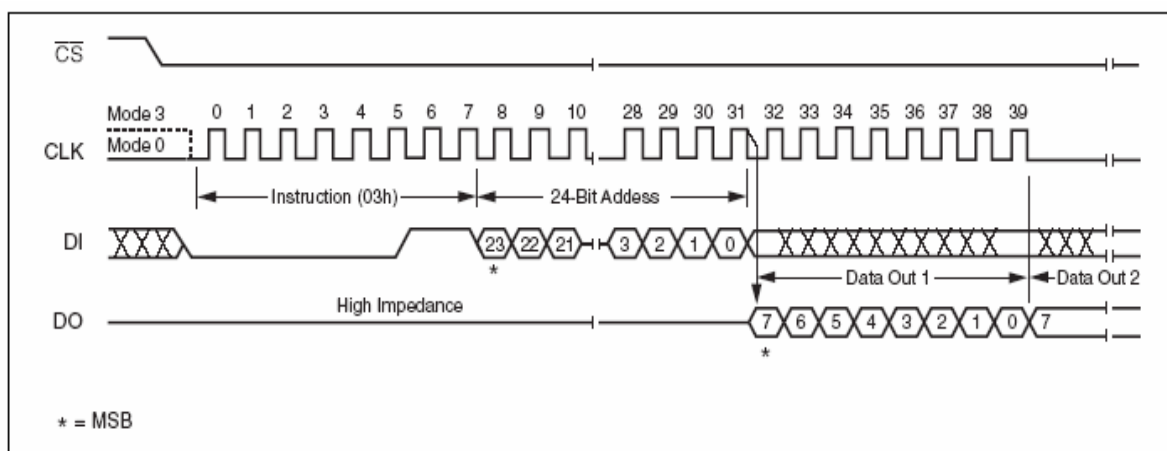 CS
Mode 3
0 1 2 3 4 5 6 7 8 9 10 28 29 30 31 32 33 34 35 36 37 38 39
CLK
Mode 0
Instruction (03h)
24-Bit Addess
DI
23 22 21 3 2 1 0
*
Data Out 1
Data Out 2
High Impedance
DO
7 6 5 4 3 2 1 0 7
*
* = MSB